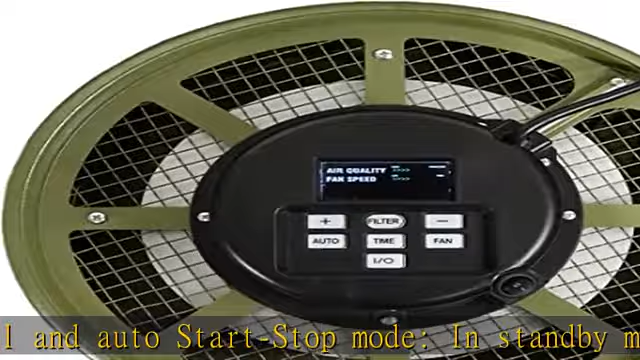 AIR QUALITY >>>>
FAN SPEED >>>>
+ FILTER −
AUTO TIME FAN
I/O
l and auto Start-Stop mode: In standby m